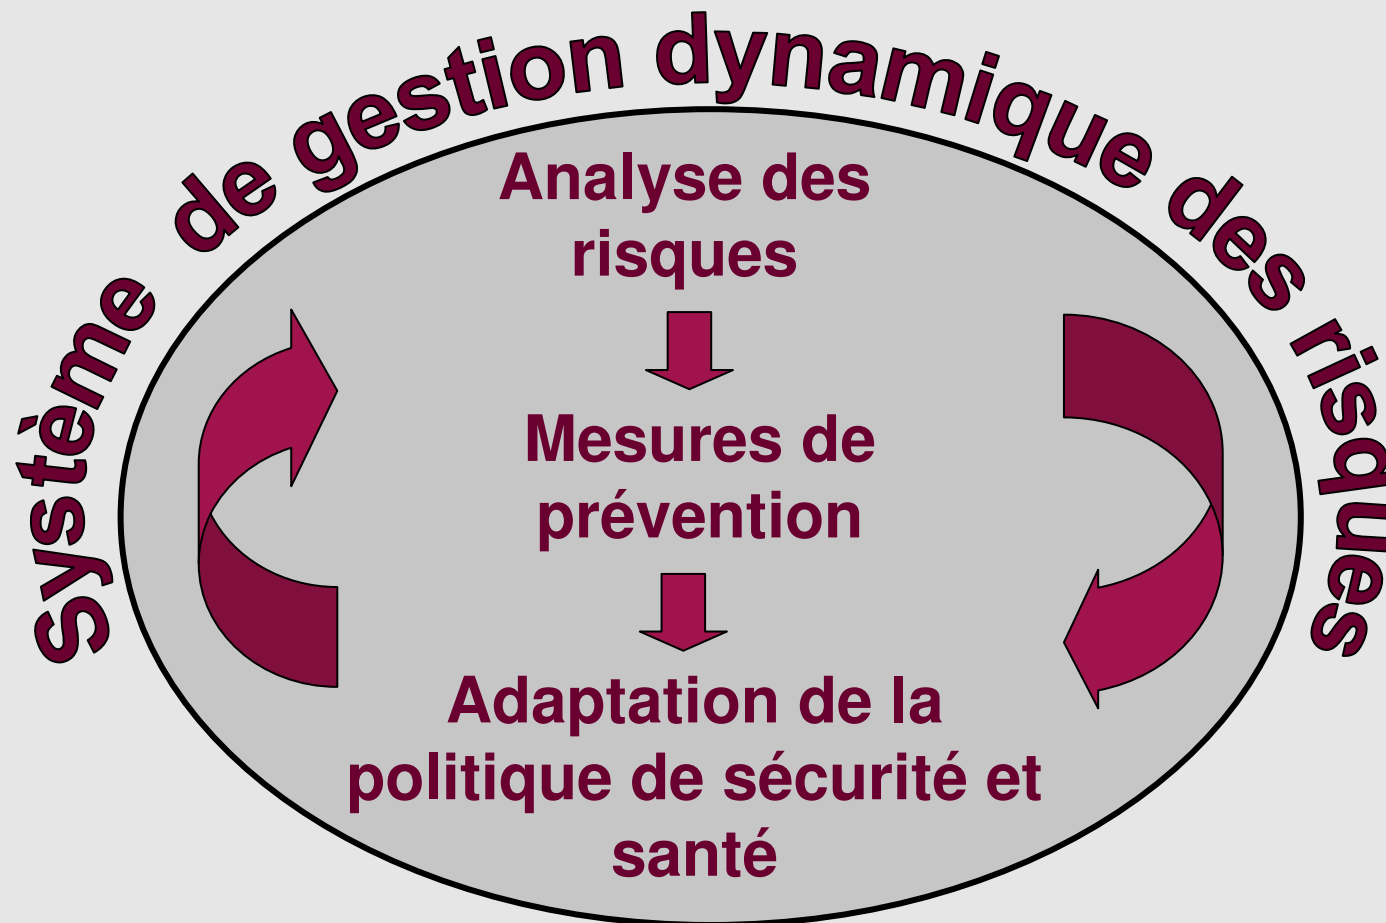 Système de gestion dynamique des risques
Analyse des
risques
Mesures de
prévention
Adaptation de la
politique de sécurité et
santé